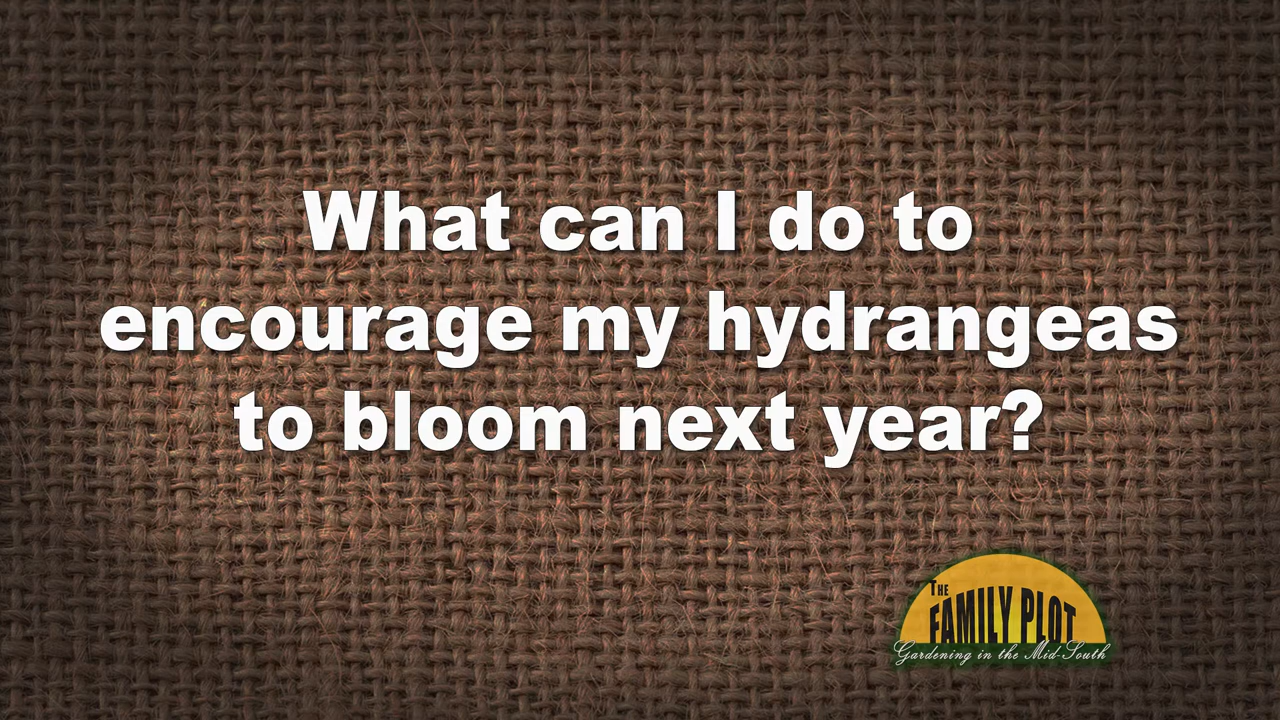 What can I do to
encourage my hydrangeas
to bloom next year?
THE
FAMILY PLOT
Gardening in the Mid-South